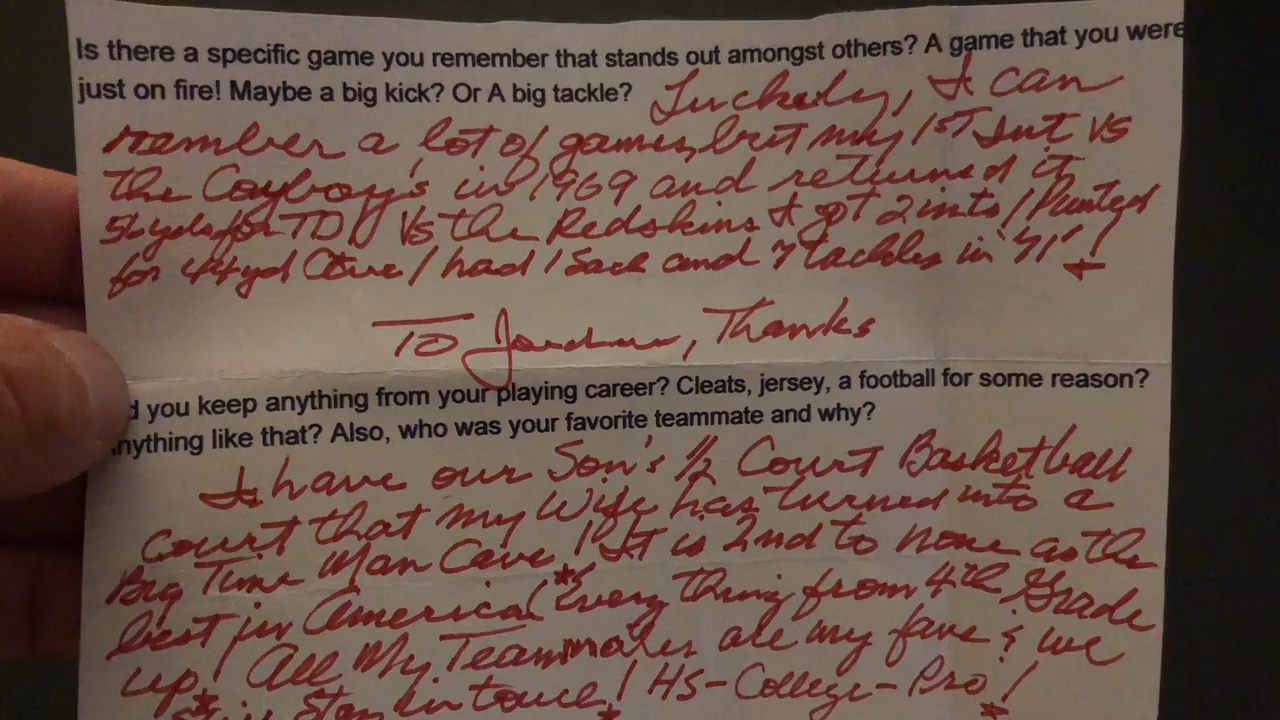 Is there a specific game you remember that stands out amongst others? A game that you were
just on fire! Maybe a big kick? Or A big tackle? Luckely, I can
remember a lot of games, but my 1ST Int VS
the Cowboy's in 1969 and returned it
56 yds for TD! VS the Redskins I got 2 ints / Punted
for 44 yd Ave / had 1 Sack and 7 tackles in '71'!
To Jordan, Thanks
d you keep anything from your playing career? Cleats, jersey, a football for some reason?
nything like that? Also, who was your favorite teammate and why?
I have our Son's 1/2 Court Basketball
court that my Wife has turned into a
Big Time Man Cave! It is 2nd to none as the
best in America! *Every thing from 4th Grade
up! All My Teammates are my fave & we
Stay in touch! HS-College-Pro!